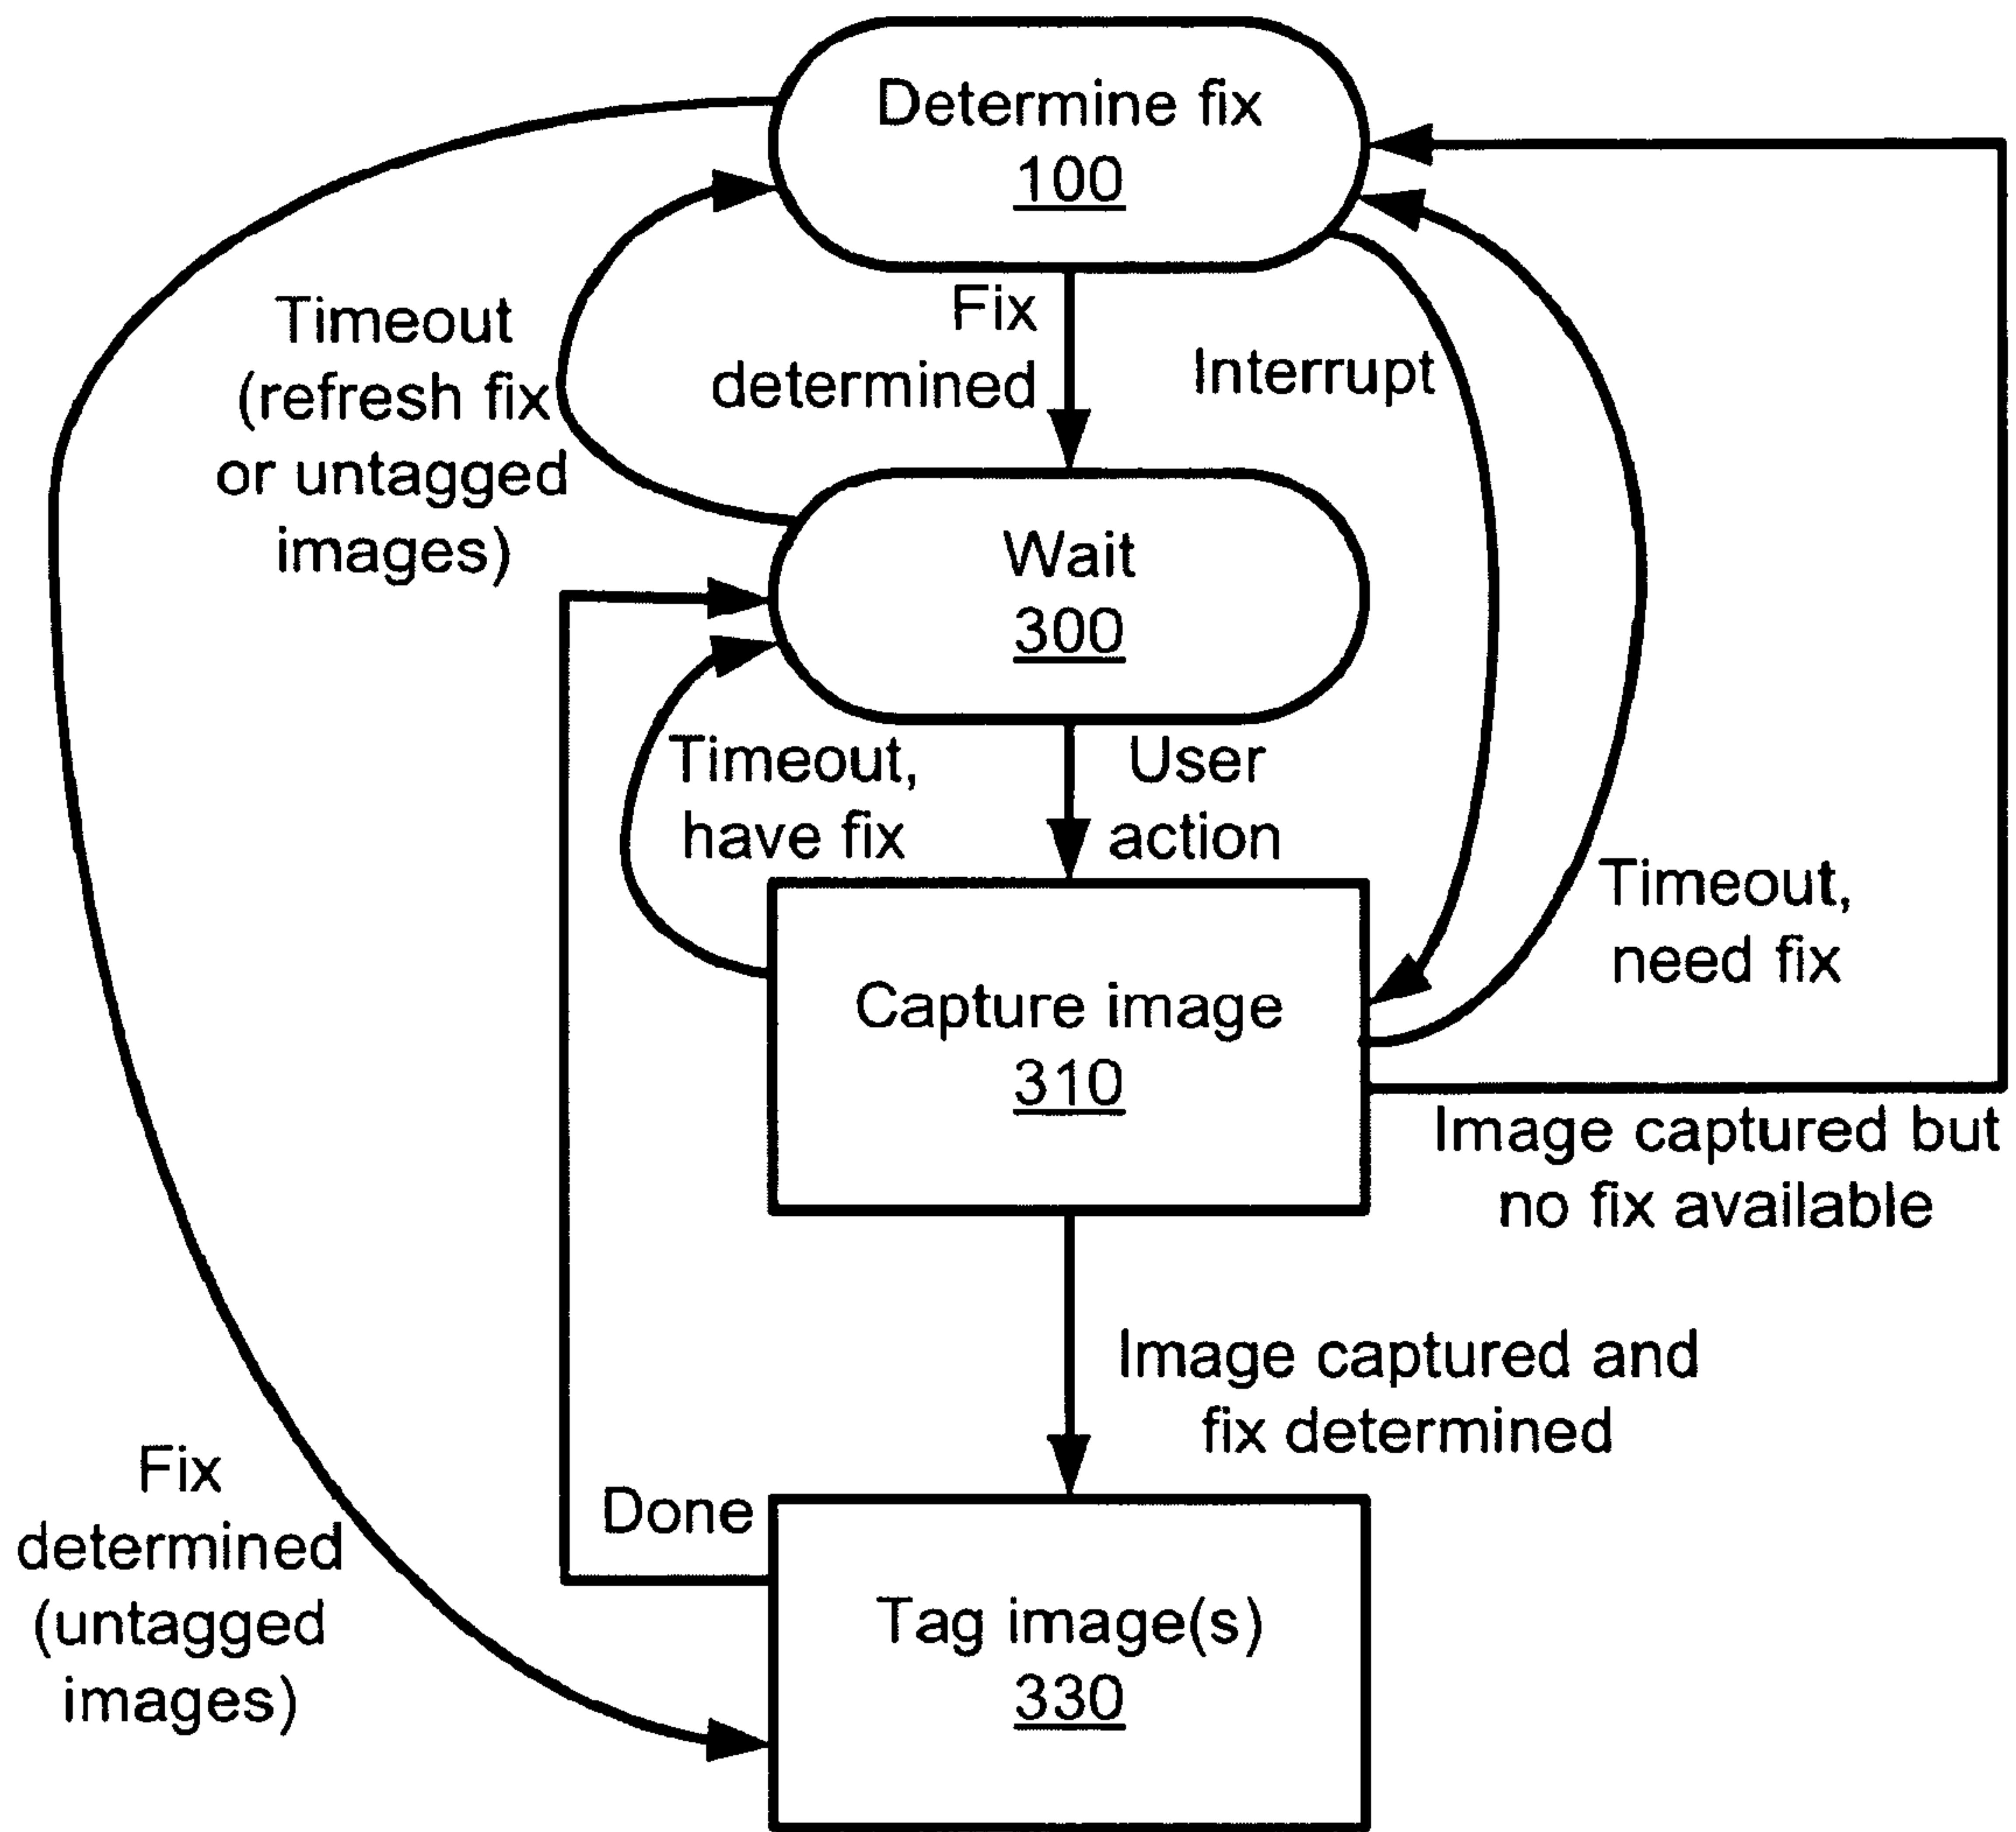 Determine fix
100
Timeout
(refresh fix
or untagged
images)
Fix
determined
Interrupt
Wait
300
Timeout,
have fix
User
action
Timeout,
need fix
Capture image
310
Image captured but
no fix available
Image captured and
fix determined
Fix
determined
(untagged
images)
Done
Tag image(s)
330